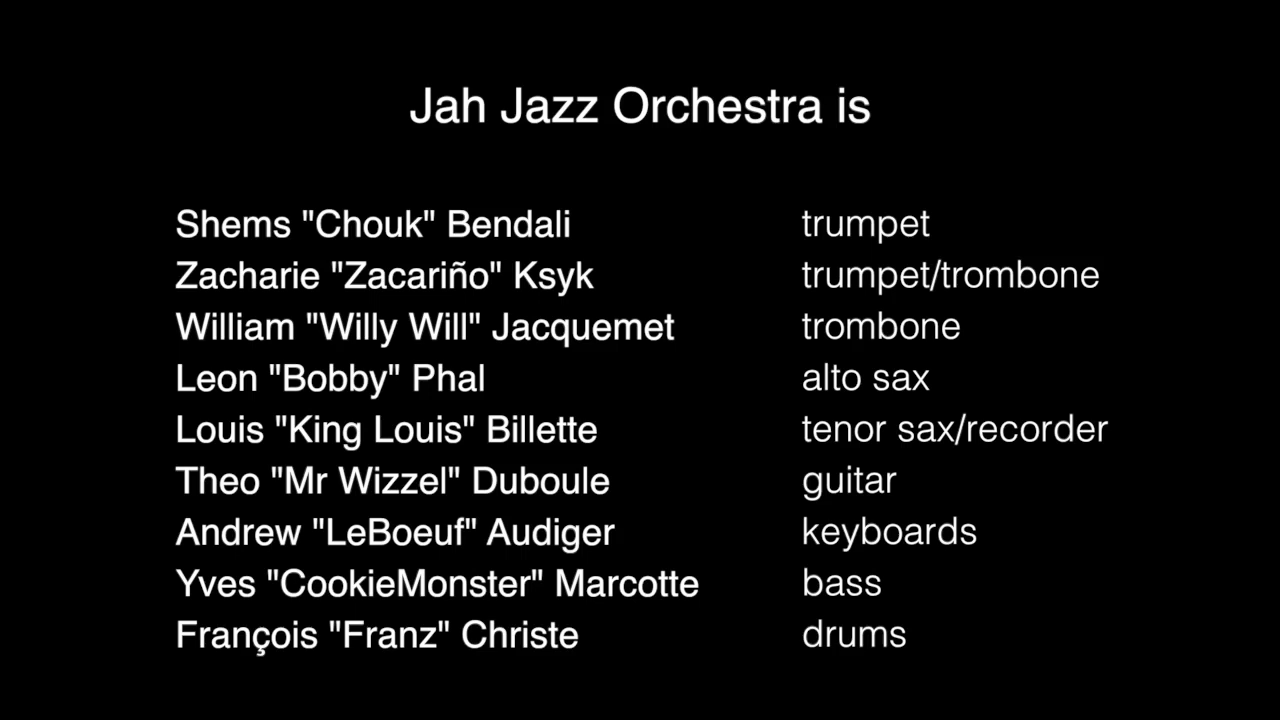 Jah Jazz Orchestra is
Shems "Chouk" Bendali trumpet
Zacharie "Zacariño" Ksyk trumpet/trombone
William "Willy Will" Jacquemet trombone
Leon "Bobby" Phal alto sax
Louis "King Louis" Billette tenor sax/recorder
Theo "Mr Wizzel" Duboule guitar
Andrew "LeBoeuf" Audiger keyboards
Yves "CookieMonster" Marcotte bass
François "Franz" Christe drums